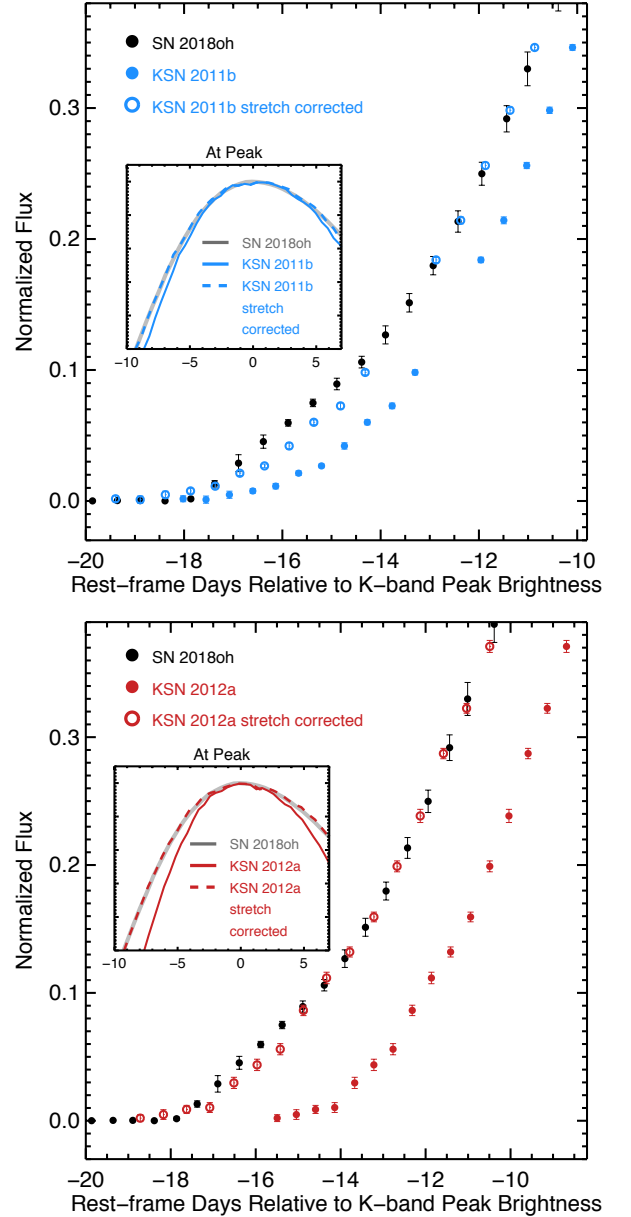 SN 2018oh
KSN 2011b
KSN 2011b stretch corrected
At Peak
SN 2018oh
KSN 2011b
KSN 2011b
stretch
corrected
−10 −5 0 5
0.3
0.2
0.1
0.0
Normalized Flux
−20 −18 −16 −14 −12 −10
Rest−frame Days Relative to K−band Peak Brightness
SN 2018oh
KSN 2012a
KSN 2012a stretch corrected
At Peak
SN 2018oh
KSN 2012a
KSN 2012a
stretch
corrected
−10 −5 0 5
0.3
0.2
0.1
0.0
Normalized Flux
−20 −18 −16 −14 −12 −10
Rest−frame Days Relative to K−band Peak Brightness